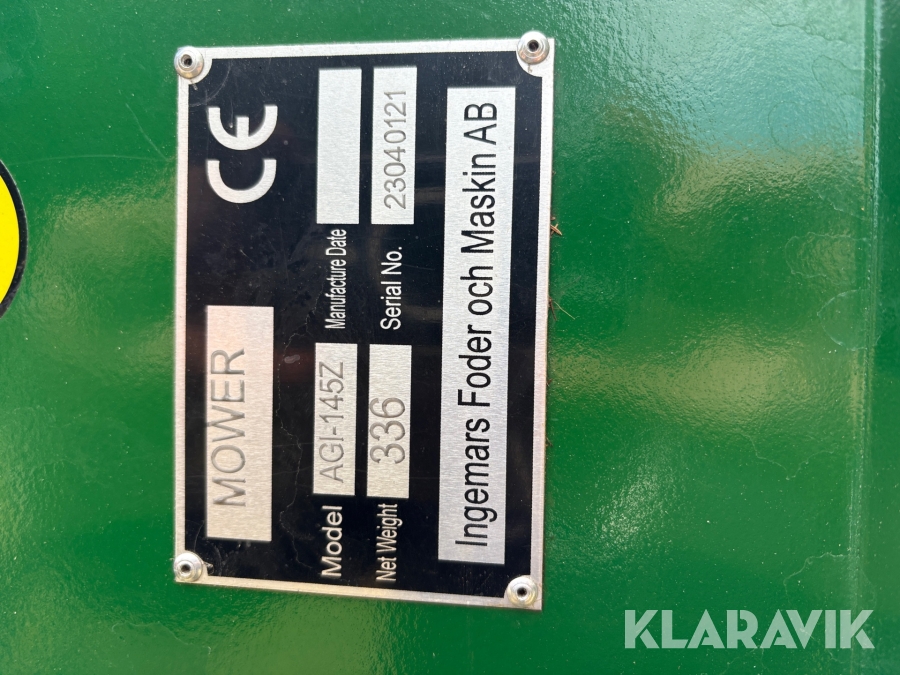 MOWER CE
Model AGI-145Z Manufacture Date
Net Weight 336 Serial No. 23040121
Ingemars Foder och Maskin AB
KLARAVIK